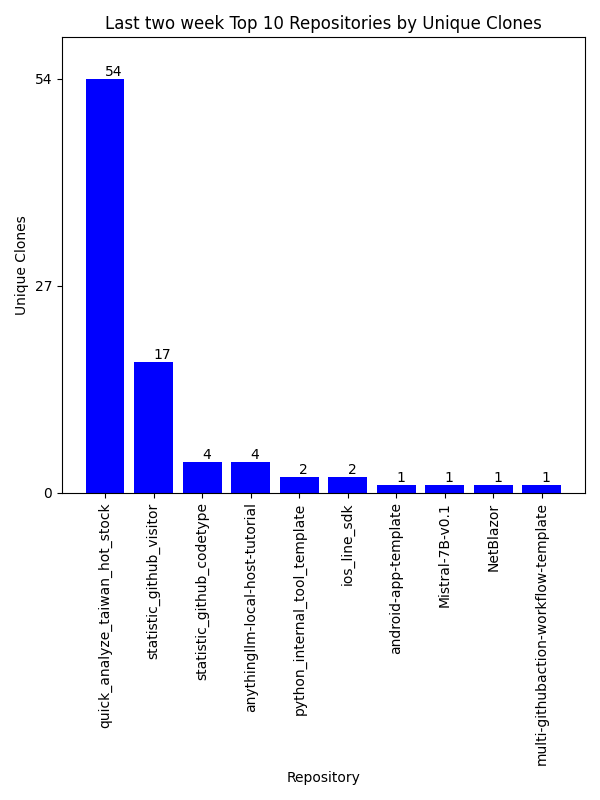 Last two week Top 10 Repositories by Unique Clones
Unique Clones
54
27
0
54
17
4
4
2
2
1
1
1
1
quick_analyze_taiwan_hot_stock
statistic_github_visitor
statistic_github_codetype
anythingllm-local-host-tutorial
python_internal_tool_template
ios_line_sdk
android-app-template
Mistral-7B-v0.1
NetBlazor
multi-githubaction-workflow-template
Repository